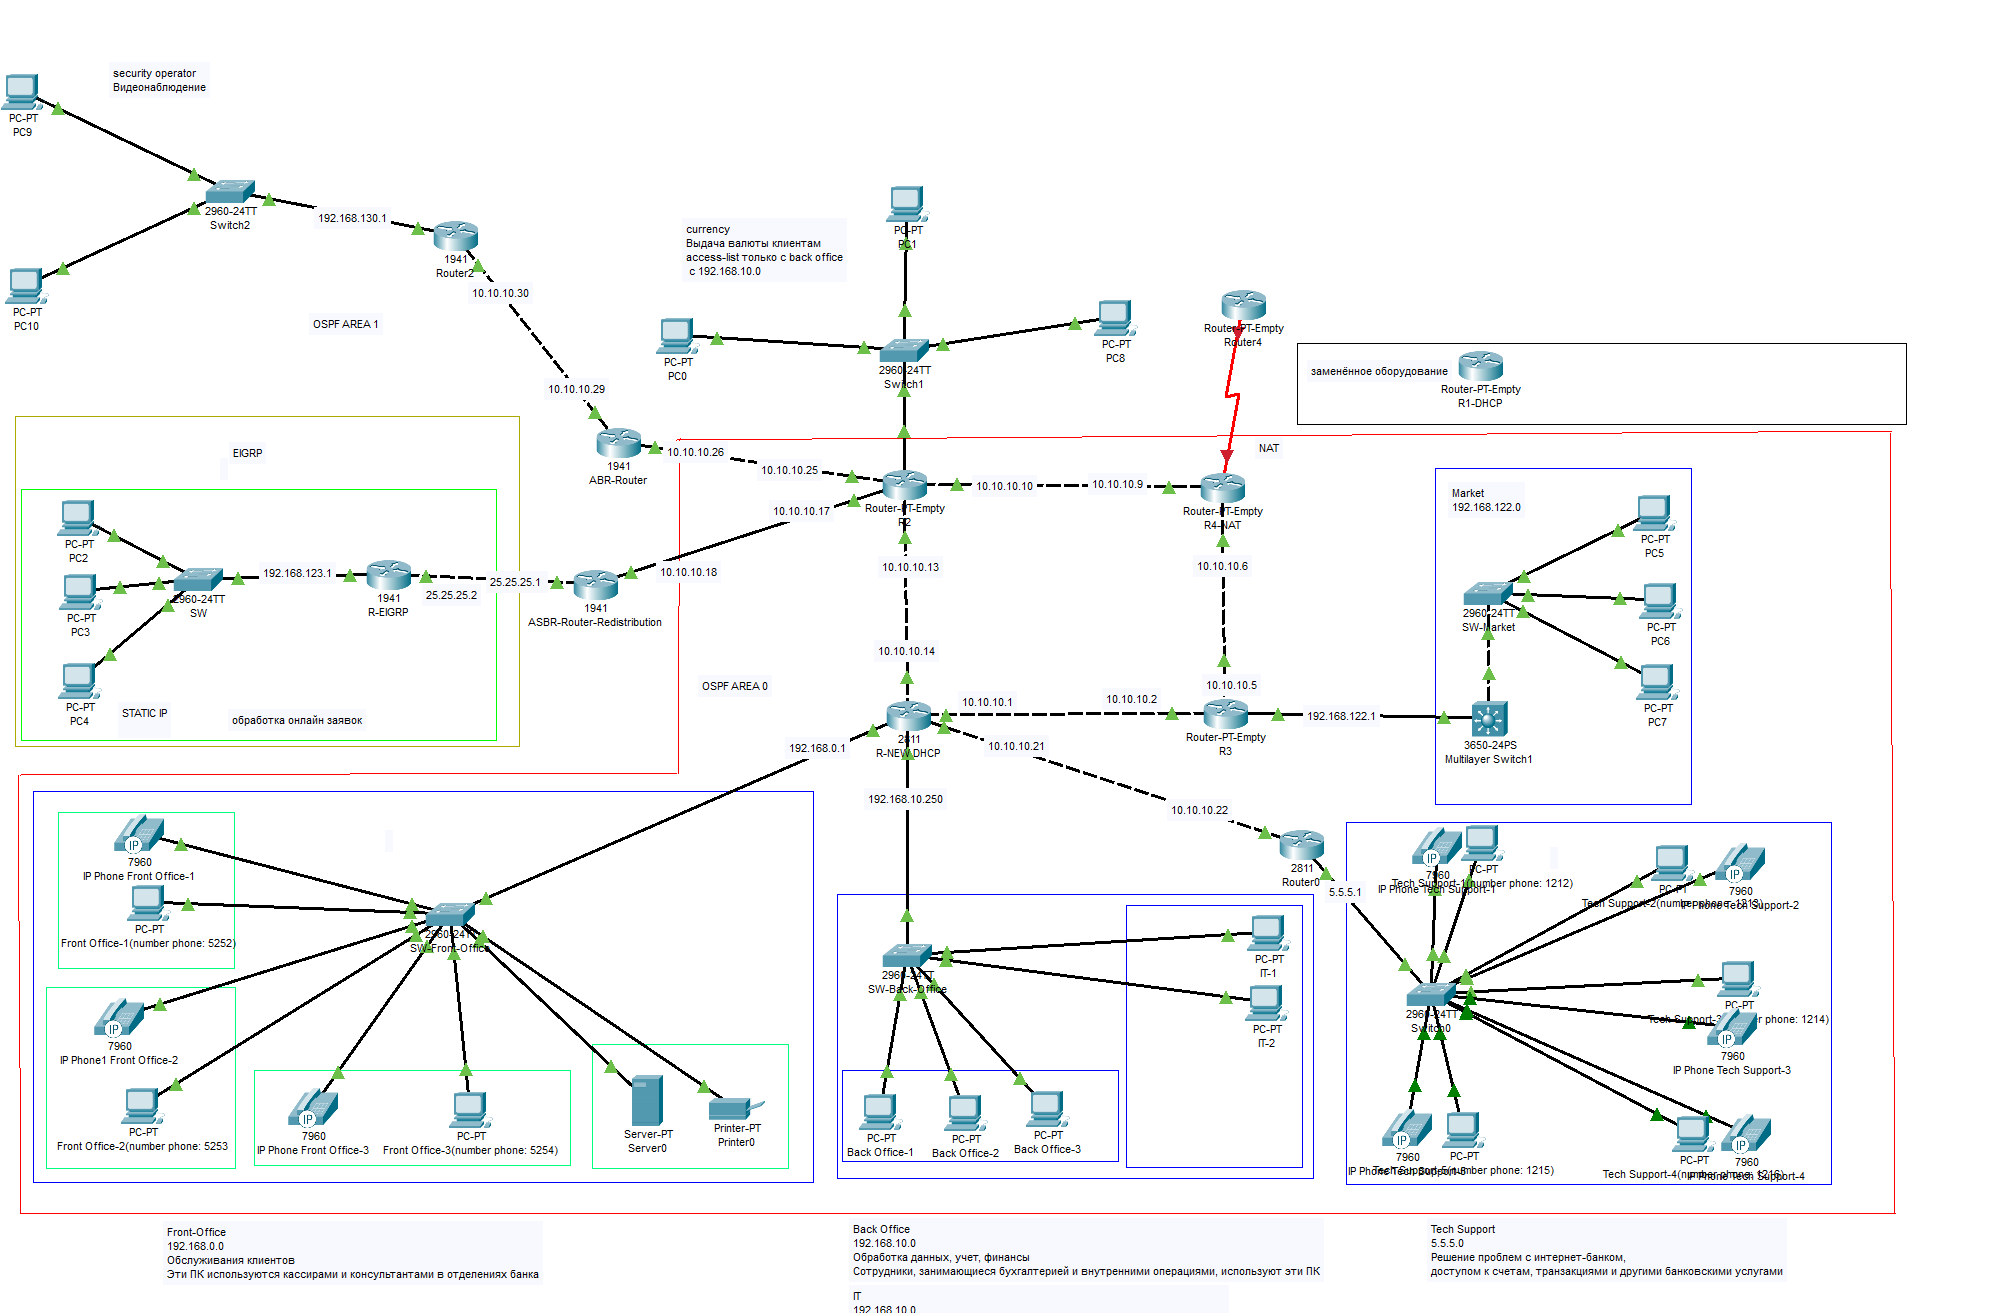 security operator
Видеонаблюдение
PC-PT
PC9
2960-24TT
Switch2
192.168.130.1
1941
Router2
10.10.10.30
PC-PT
PC10
OSPF AREA 1
10.10.10.29
currency
Выдача валюты клиентам
access-list только с back office
с 192.168.10.0
PC-PT
PC1
PC-PT
PC0
2960-24TT
Switch1
PC-PT
PC8
Router-PT-Empty
Router4
заменённое оборудование
Router-PT-Empty
R1-DHCP
1941
ABR-Router
10.10.10.26
10.10.10.25
10.10.10.17
Router-PT-Empty
R2
10.10.10.10
10.10.10.9
NAT
Router-PT-Empty
R4-NAT
10.10.10.6
10.10.10.5
EIGRP
PC-PT
PC2
PC-PT
PC3
PC-PT
PC4
2960-24TT
SW
192.168.123.1
1941
R-EIGRP
25.25.25.2
25.25.25.1
1941
ASBR-Router-Redistribution
10.10.10.18
STATIC IP
обработка онлайн заявок
10.10.10.13
10.10.10.14
OSPF AREA 0
Market
192.168.122.0
PC-PT
PC5
PC-PT
PC6
PC-PT
PC7
2960-24TT
SW-Market
3650-24PS
Multilayer Switch1
192.168.122.1
10.10.10.1
10.10.10.2
Router-PT-Empty
R3
192.168.0.1
2811
R-NEW-DHCP
10.10.10.21
10.10.10.22
192.168.10.250
2811
Router0
5.5.5.1
7960
IP Phone Front Office-1
PC-PT
Front Office-1(number phone: 5252)
7960
IP Phone1 Front Office-2
PC-PT
Front Office-2(number phone: 5253
2960-24TT
SW-Front-Office
7960
IP Phone Front Office-3
PC-PT
Front Office-3(number phone: 5254)
Server-PT
Server0
Printer-PT
Printer0
2960-24TT
SW-Back-Office
PC-PT
IT-1
PC-PT
IT-2
PC-PT
Back Office-1
PC-PT
Back Office-2
PC-PT
Back Office-3
7960
IP Phone Tech Support-1
PC-PT
Tech Support-1(number phone: 1212)
PC-PT
Tech Support-2(number phone: 1213)
7960
IP Phone Tech Support-2
2960-24TT
Switch0
PC-PT
Tech Support-3 phone: 1214)
7960
IP Phone Tech Support-3
7960
IP Phone Tech Support-5
PC-PT
Tech Support-5(number phone: 1215)
PC-PT
Tech Support-4(number phone: 1216)
7960
IP Phone Tech Support-4
Front-Office
192.168.0.0
Обслуживания клиентов
Эти ПК используются кассирами и консультантами в отделениях банка
Back Office
192.168.10.0
Обработка данных, учет, финансы
Сотрудники, занимающиеся бухгалтерией и внутренними операциями, используют эти ПК
IT
192.168.10.0
Tech Support
5.5.5.0
Решение проблем с интернет-банком,
доступом к счетам, транзакциями и другими банковскими услугами